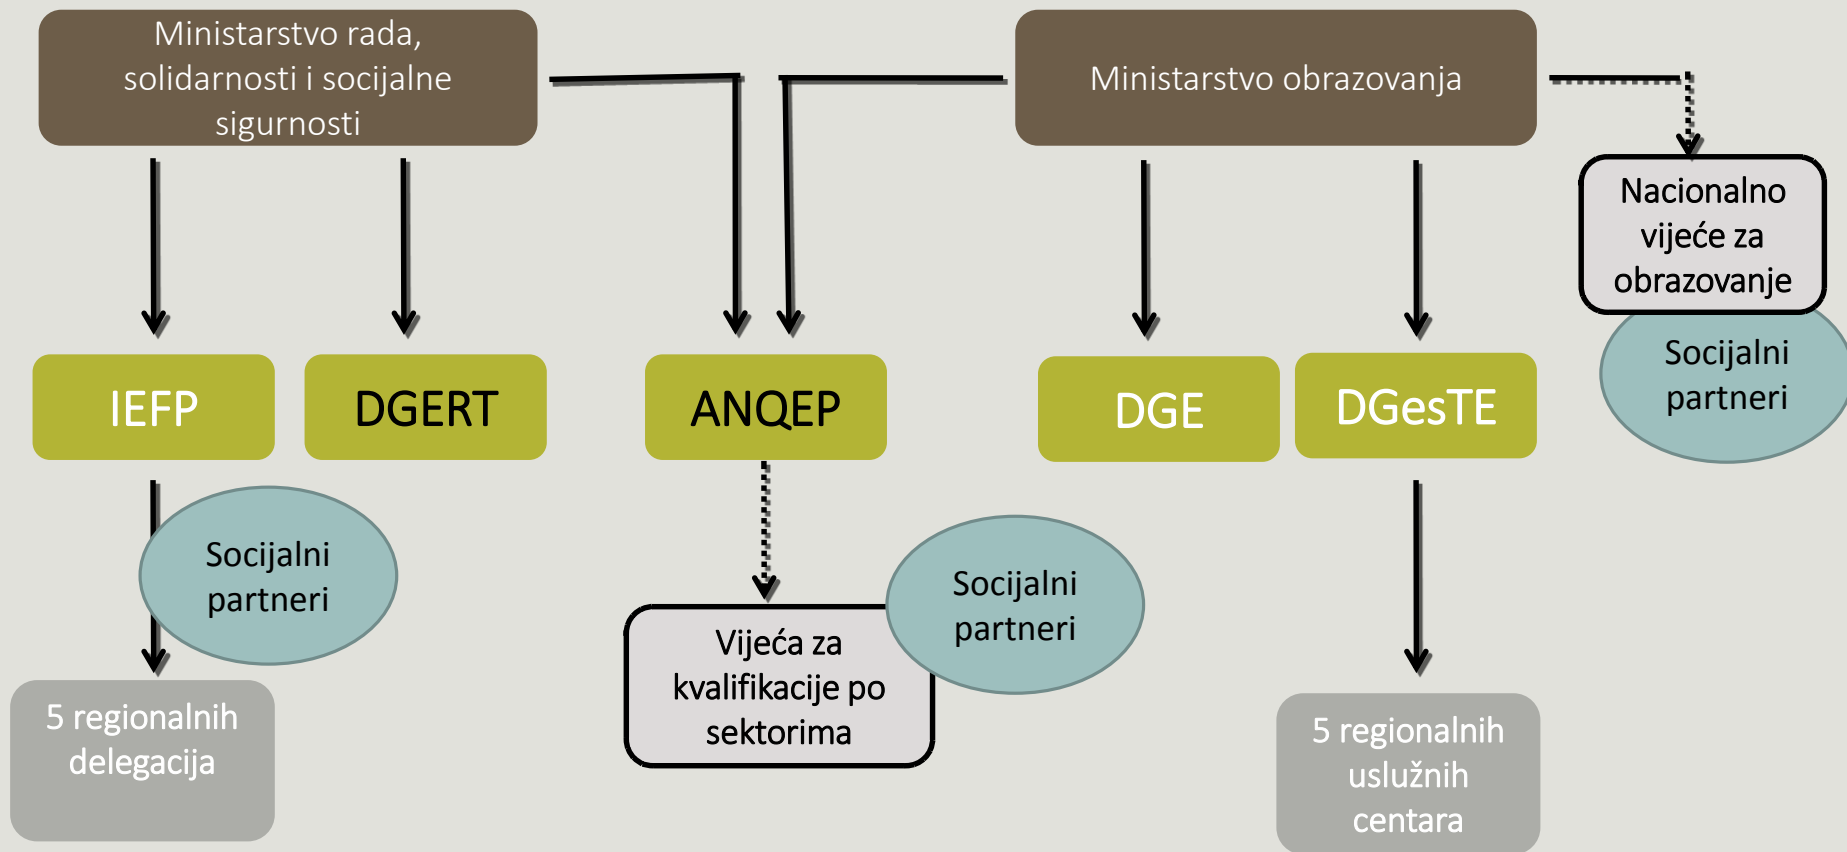 Ministarstvo rada,
solidarnosti i socijalne
sigurnosti
Ministarstvo obrazovanja
Nacionalno
vijeće za
obrazovanje
Socijalni
partneri
IEFP
DGERT
ANQEP
DGE
DGesTE
Socijalni
partneri
Socijalni
partneri
Vijeća za
kvalifikacije po
sektorima
5 regionalnih
delegacija
5 regionalnih
uslužnih
centara